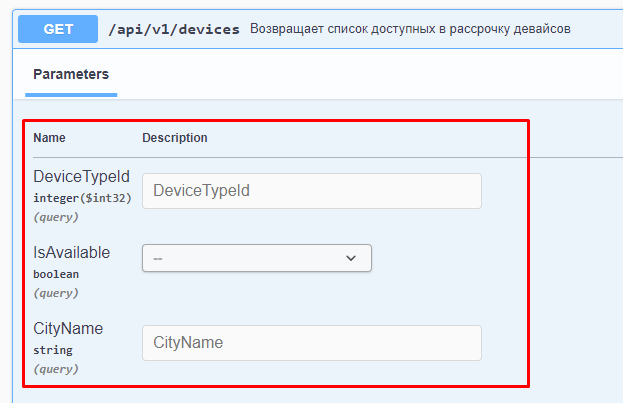 GET /api/v1/devices Возвращает список доступных в рассрочку девайсов
Parameters
Name Description
DeviceTypeId
integer($int32)
(query)
DeviceTypeId
IsAvailable
boolean
(query)
--
CityName
string
(query)
CityName